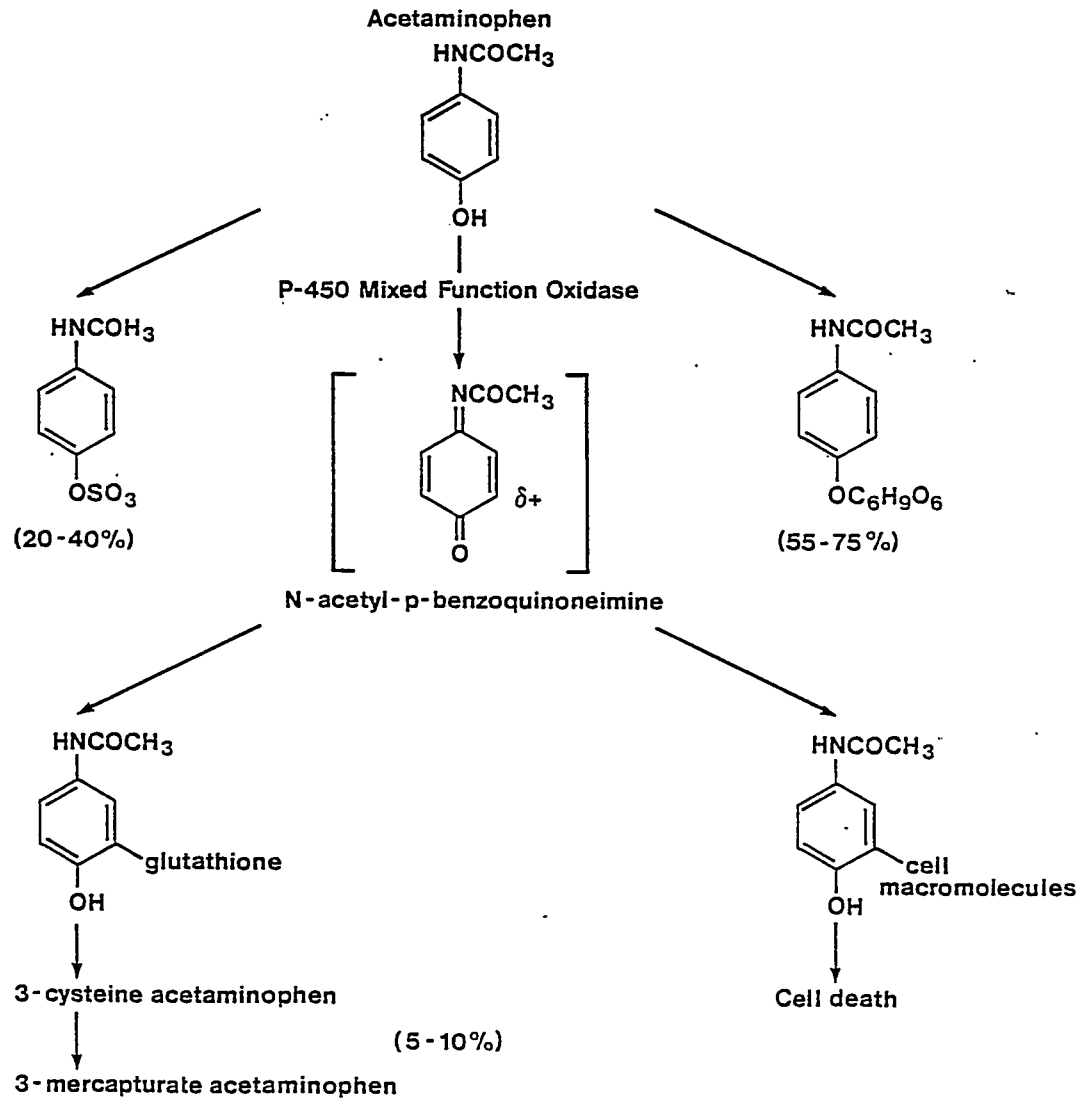 Acetaminophen
HNCOCH3
OH
P-450 Mixed Function Oxidase
HNCOH3
OSO3
(20-40%)
NCOCH3
δ+
O
HNCOCH3
OC6H9O6
(55-75%)
N-acetyl-p-benzoquinoneimine
HNCOCH3
glutathione
OH
3-cysteine acetaminophen
(5-10%)
3-mercapturate acetaminophen
HNCOCH3
cell
macromolecules
OH
Cell death